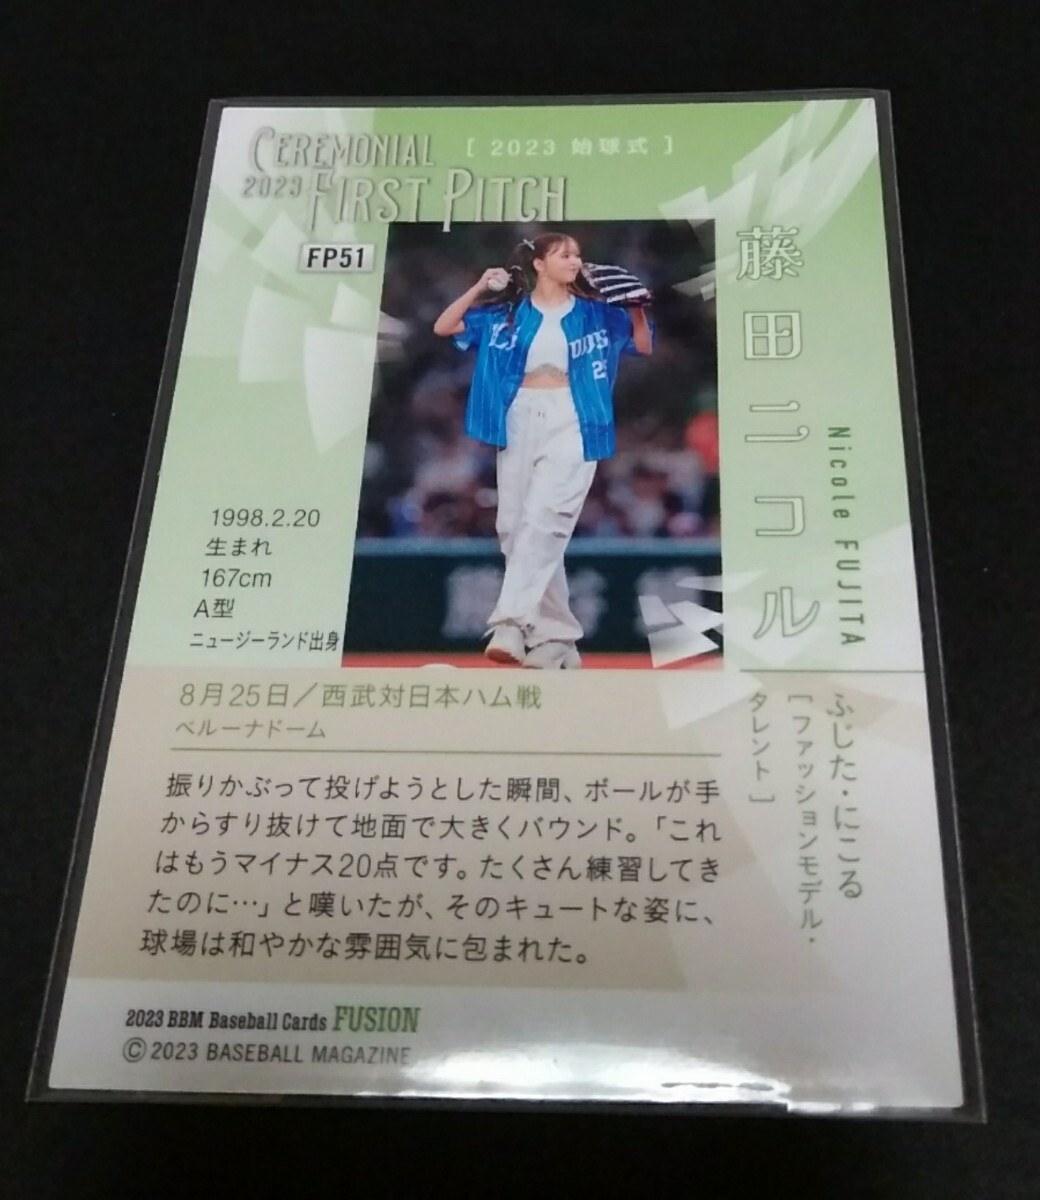 CEREMONIAL
2023 FIRST PITCH
[ 2023 始球式 ]
FP51
藤田ニコル
Nicole FUJITA
ふじた・にこる
[ ファッションモデル・
タレント ]
1998.2.20
生まれ
167cm
A型
ニュージーランド出身
8月25日／西武対日本ハム戦
ベルーナドーム
振りかぶって投げようとした瞬間、ボールが手
からすり抜けて地面で大きくバウンド。「これ
はもうマイナス20点です。たくさん練習してき
たのに…」と嘆いたが、そのキュートな姿に、
球場は和やかな雰囲気に包まれた。
2023 BBM Baseball Cards FUSION
© 2023 BASEBALL MAGAZINE